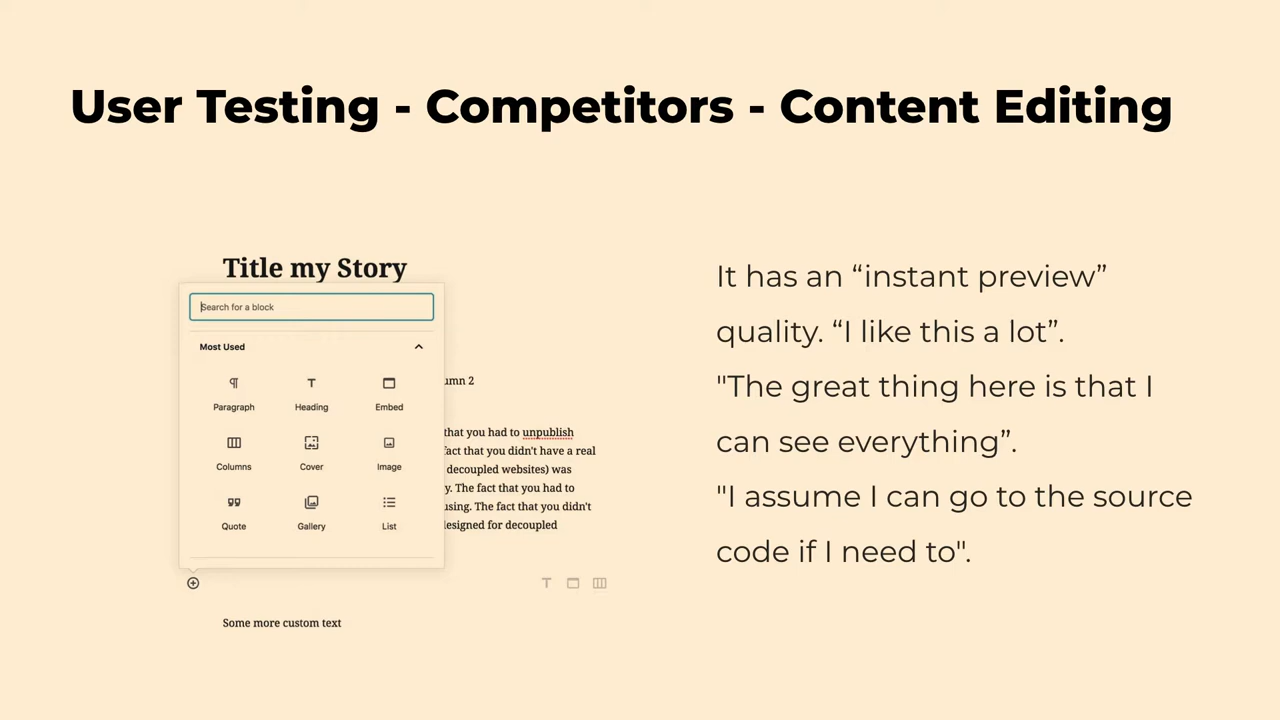 User Testing - Competitors - Content Editing
Title my Story
Search for a block
Most Used
Paragraph
Heading
Embed
Columns
Cover
Image
Quote
Gallery
List
2
that you had to unpublish
fact that you didn't have a real
decoupled websites) was
The fact that you had to
The fact that you didn't
designed for decoupled
Some more custom text
It has an “instant preview”
quality. “I like this a lot”.
"The great thing here is that I
can see everything”.
"I assume I can go to the source
code if I need to".